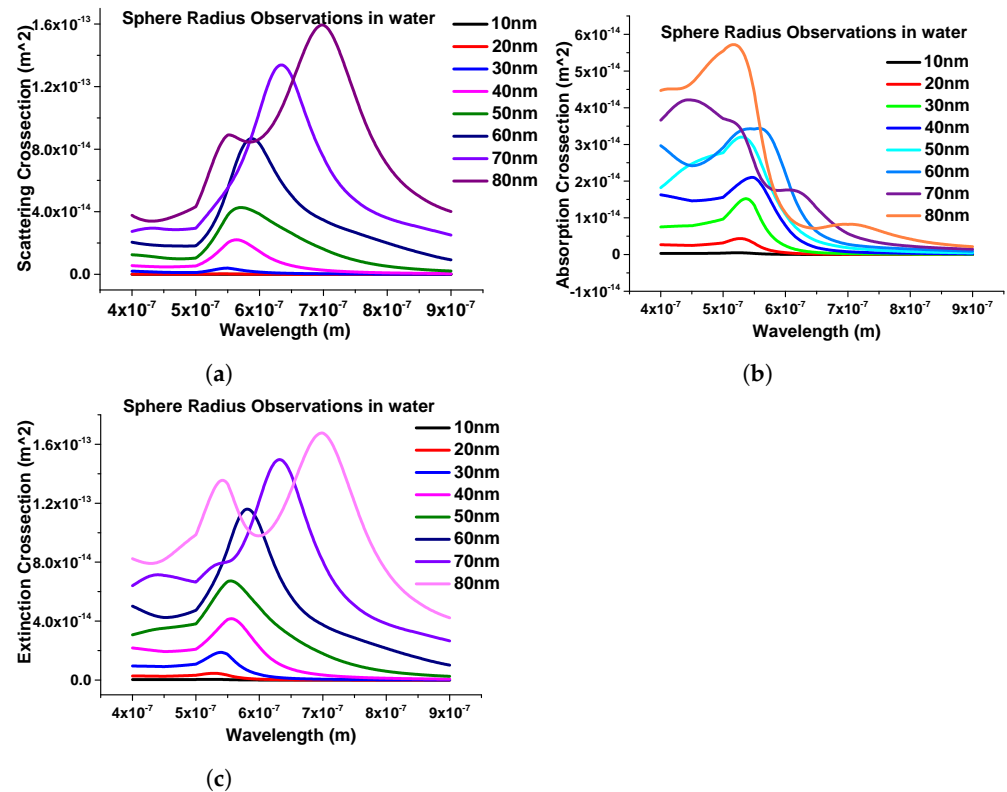 Sphere Radius Observations in water
Scattering Crossection (m^2)
1.6x10⁻¹³
1.2x10⁻¹³
8.0x10⁻¹⁴
4.0x10⁻¹⁴
0.0
4x10⁻⁷ 5x10⁻⁷ 6x10⁻⁷ 7x10⁻⁷ 8x10⁻⁷ 9x10⁻⁷
Wavelength (m)
10nm
20nm
30nm
40nm
50nm
60nm
70nm
80nm
(a)
Sphere Radius Observations in water
Absorption Crossection (m^2)
6x10⁻¹⁴
5x10⁻¹⁴
4x10⁻¹⁴
3x10⁻¹⁴
2x10⁻¹⁴
1x10⁻¹⁴
0
-1x10⁻¹⁴
4x10⁻⁷ 5x10⁻⁷ 6x10⁻⁷ 7x10⁻⁷ 8x10⁻⁷ 9x10⁻⁷
Wavelength (m)
10nm
20nm
30nm
40nm
50nm
60nm
70nm
80nm
(b)
Sphere Radius Observations in water
Extinction Crossection (m^2)
1.6x10⁻¹³
1.2x10⁻¹³
8.0x10⁻¹⁴
4.0x10⁻¹⁴
0.0
4x10⁻⁷ 5x10⁻⁷ 6x10⁻⁷ 7x10⁻⁷ 8x10⁻⁷ 9x10⁻⁷
Wavelength (m)
10nm
20nm
30nm
40nm
50nm
60nm
70nm
80nm
(c)